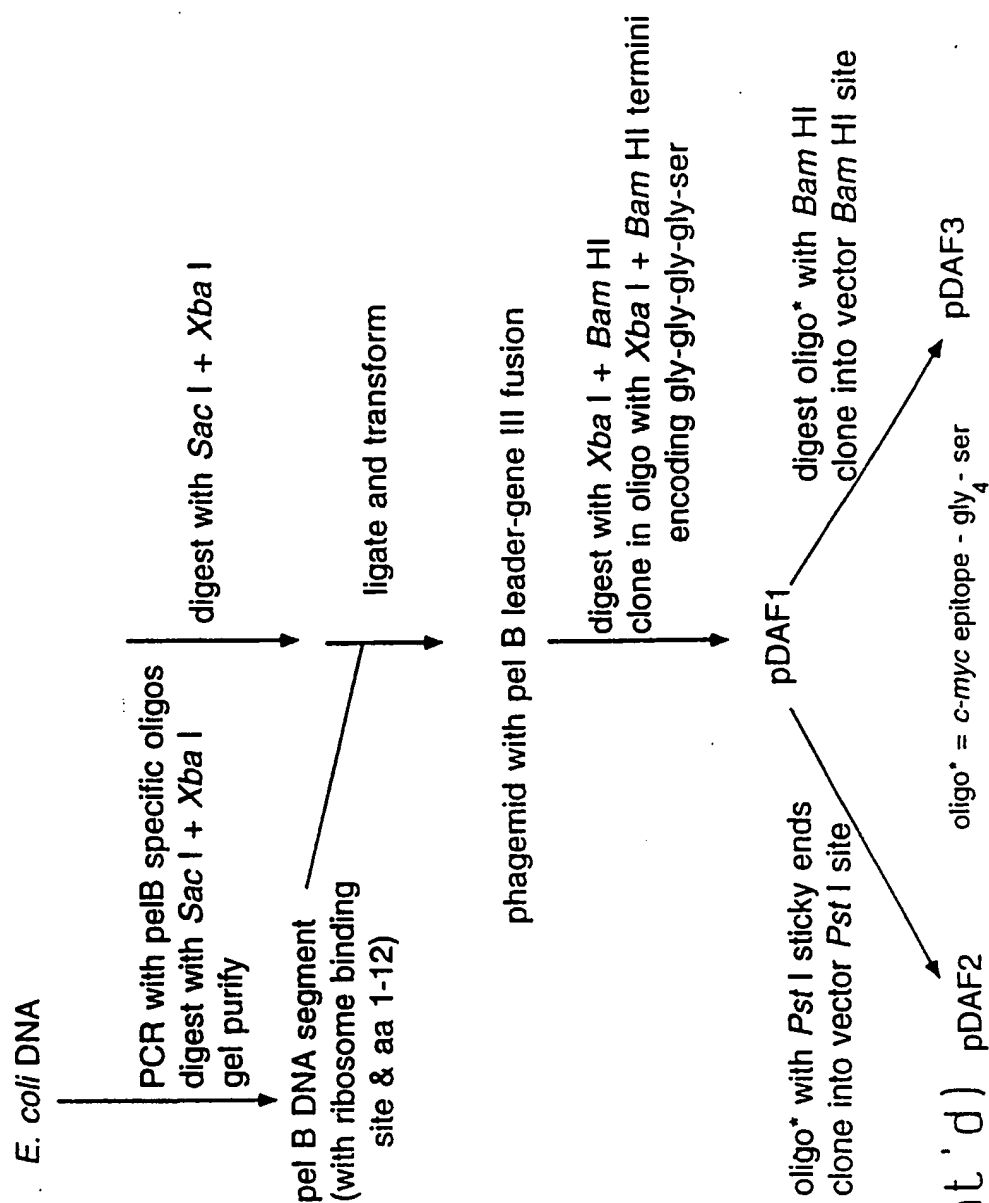 E. coli DNA
PCR with pelB specific oligos
digest with Sac I + Xba I
gel purify
digest with Sac I + Xba I
pel B DNA segment
(with ribosome binding
site & aa 1-12)
ligate and transform
phagemid with pel B leader-gene III fusion
digest with Xba I + Bam HI
clone in oligo with Xba I + Bam HI termini
encoding gly-gly-gly-gly-ser
pDAF1
oligo* with Pst I sticky ends
clone into vector Pst I site
digest oligo* with Bam HI
clone into vector Bam HI site
pDAF2
pDAF3
oligo* = c-myc epitope - gly4 - ser
t'd)